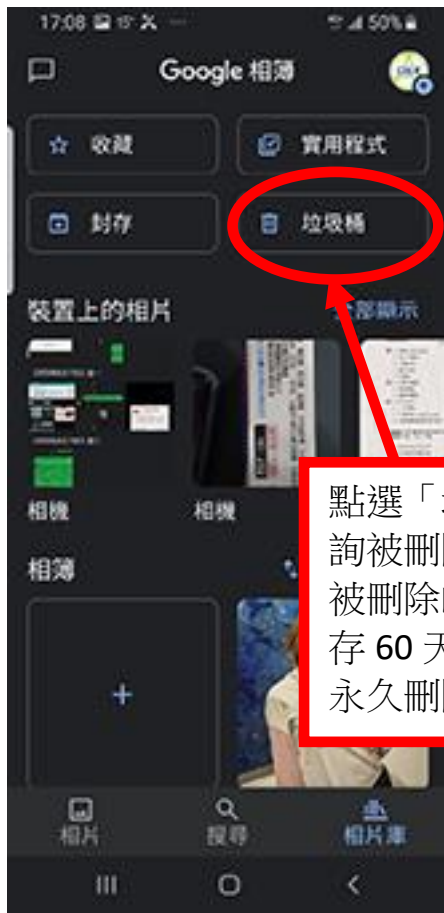 17:08 15° 50%
Google 相簿
收藏 實用程式
封存 垃圾桶
裝置上的相片 部顯示
相機 相機
相簿
點選「
詢被刪
被刪除
存 60 天
永久刪
+
相片 搜尋 相片庫